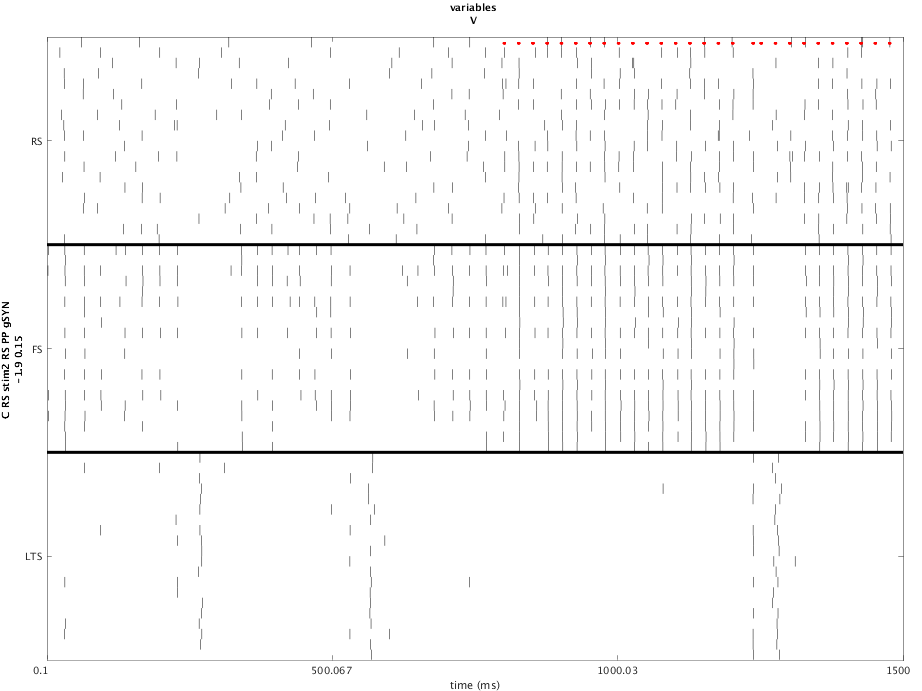 variables
V
C RS stim2 RS PP gSYN
-1.9 0.15
RS
FS
LTS
0.1
500.067
1000.03
1500
time (ms)